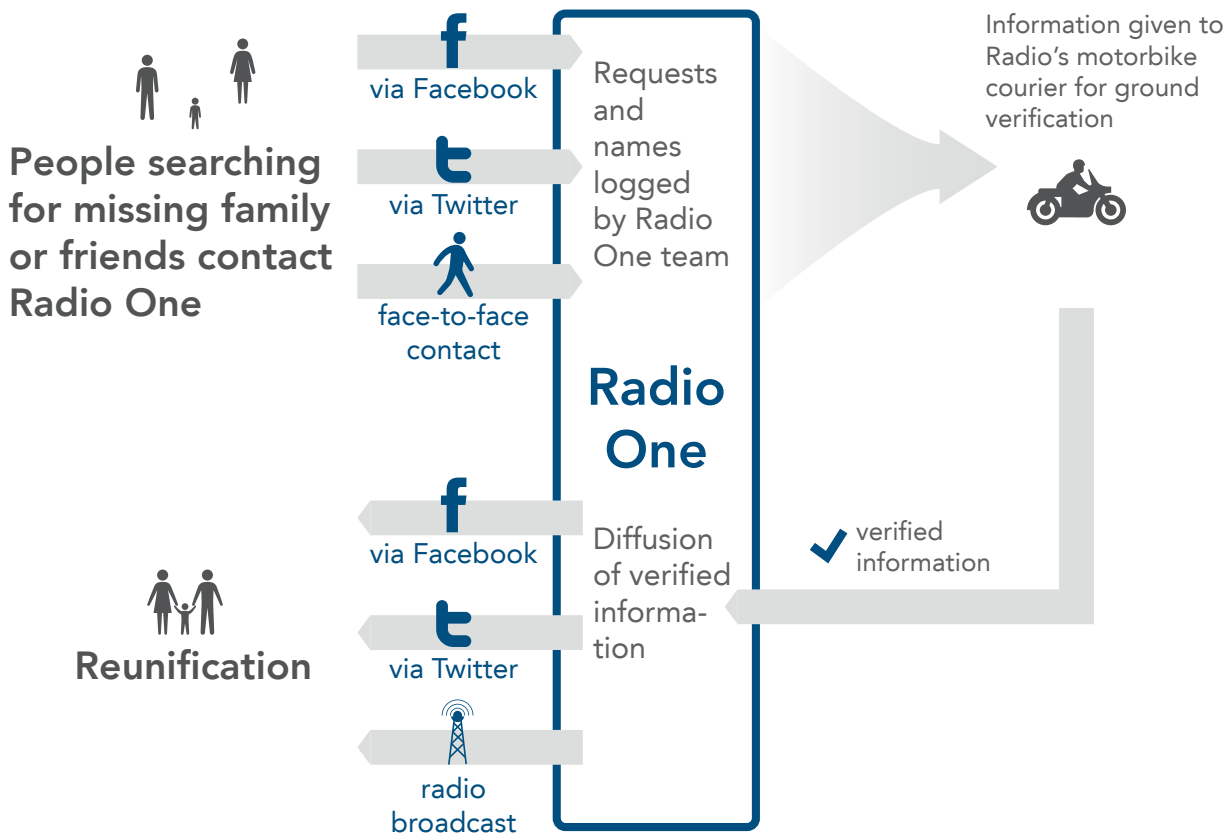 People searching
for missing family
or friends contact
Radio One
via Facebook
via Twitter
face-to-face
contact
Requests
and
names
logged
by Radio
One team
Information given to
Radio's motorbike
courier for ground
verification
Radio
One
verified
information
Diffusion
of verified
informa-
tion
via Facebook
via Twitter
radio
broadcast
Reunification